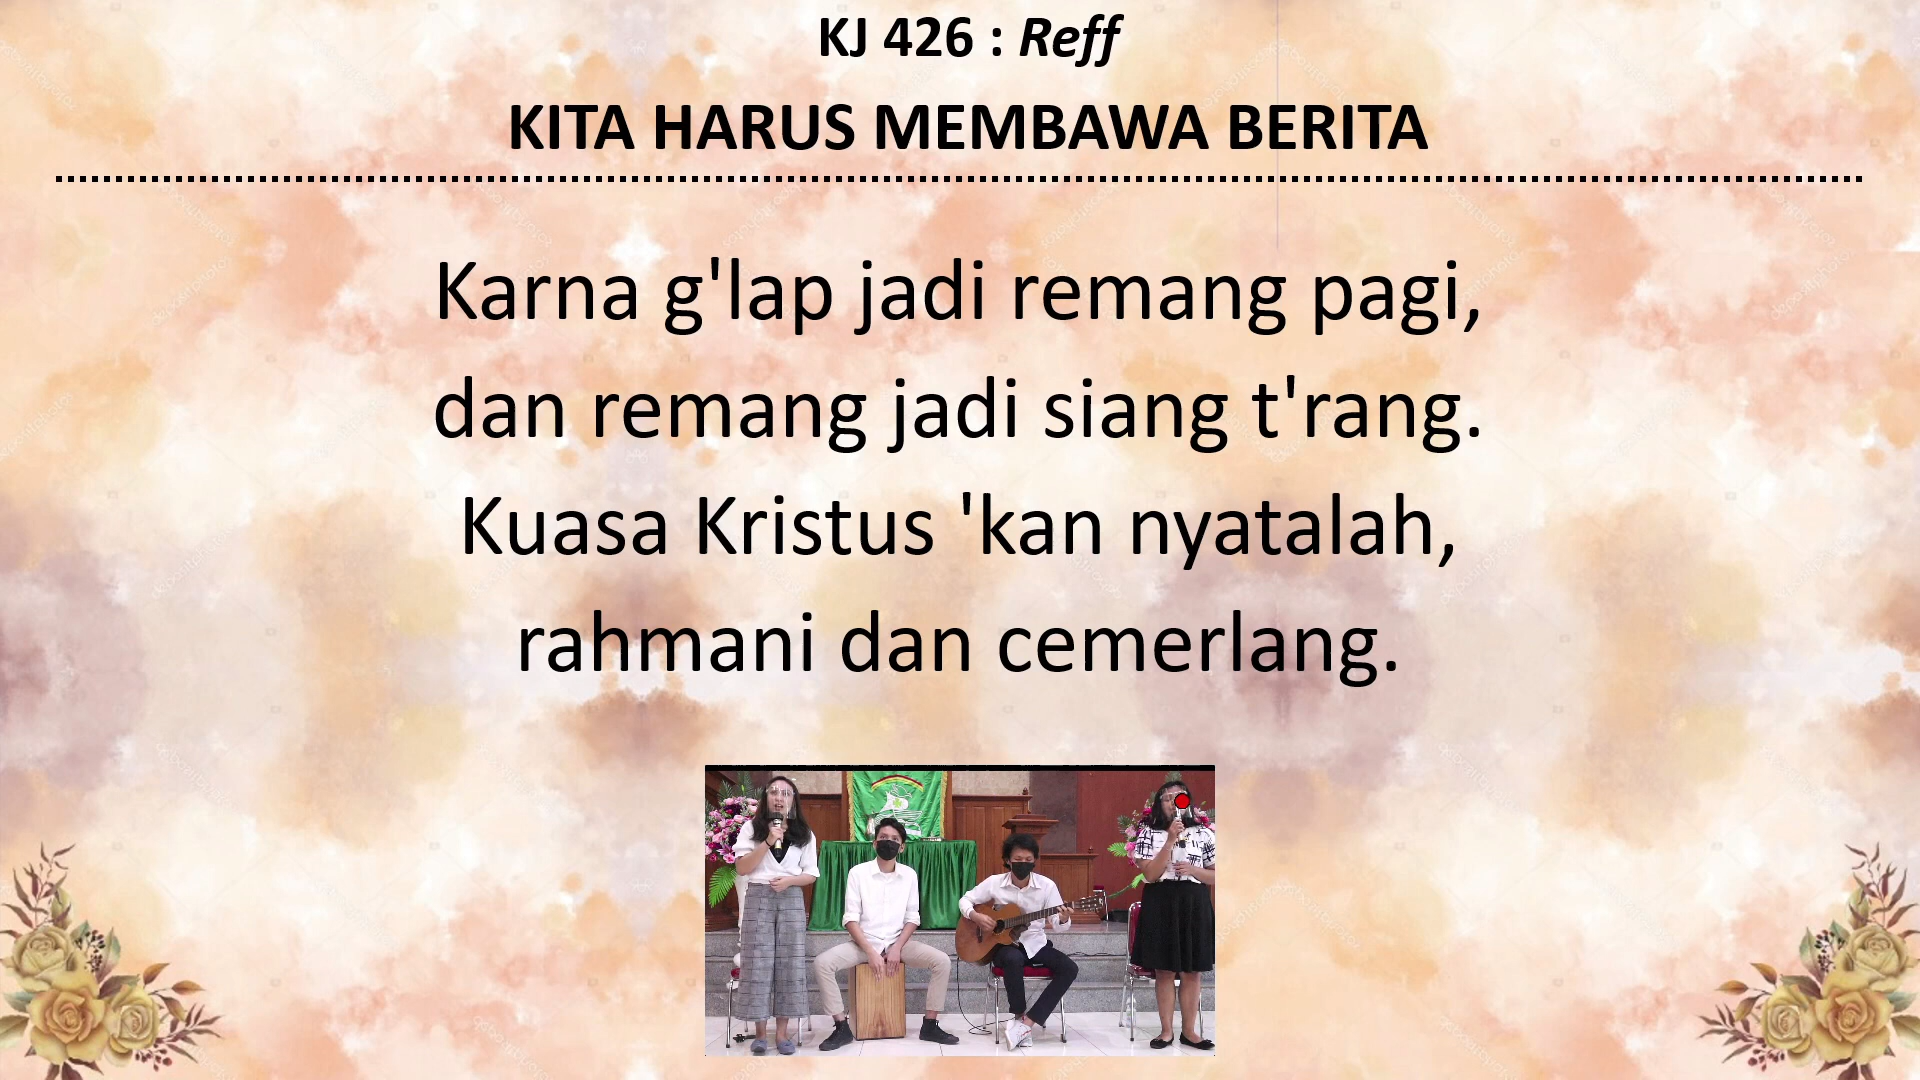 KJ 426 : Reff
KITA HARUS MEMBAWA BERITA
Karna g'lap jadi remang pagi,
dan remang jadi siang t'rang.
Kuasa Kristus 'kan nyatalah,
rahmani dan cemerlang.